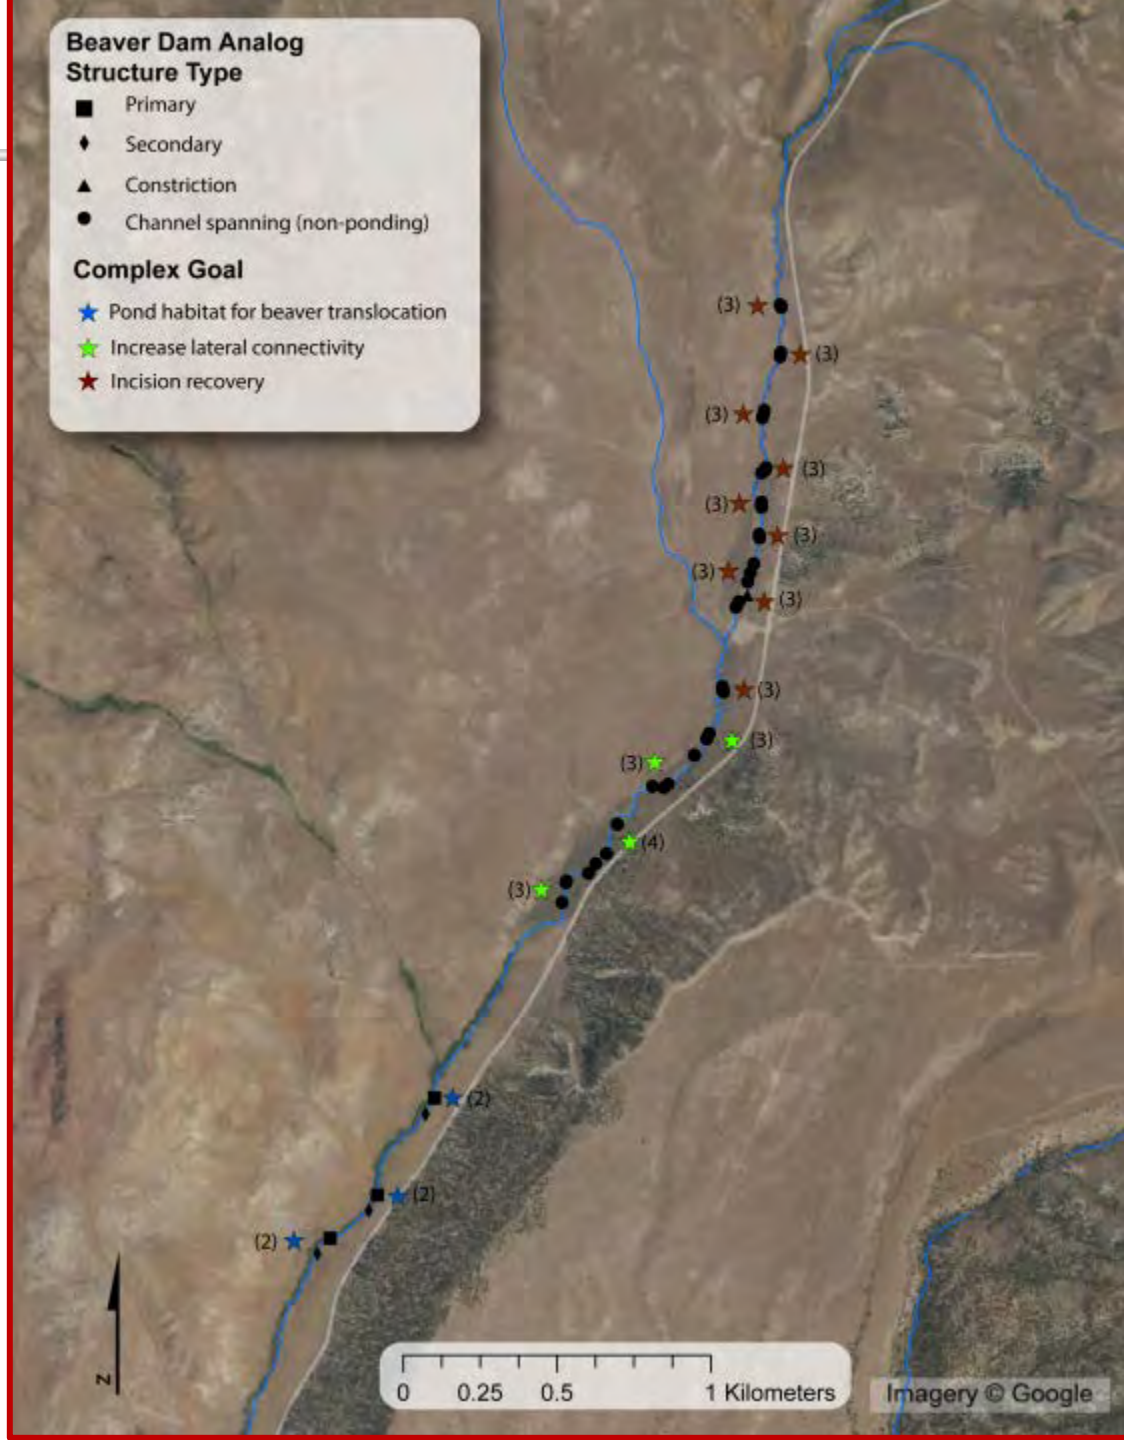 Beaver Dam Analog
Structure Type
Primary
Secondary
Constriction
Channel spanning (non-ponding)
Complex Goal
Pond habitat for beaver translocation
Increase lateral connectivity
Incision recovery
(3)
(3)
(3)
(3)
(3)
(3)
(3)
(3)
(3)
(3)
(3)
(4)
(3)
(2)
(2)
(2)
N
0 0.25 0.5 1 Kilometers
Imagery © Google